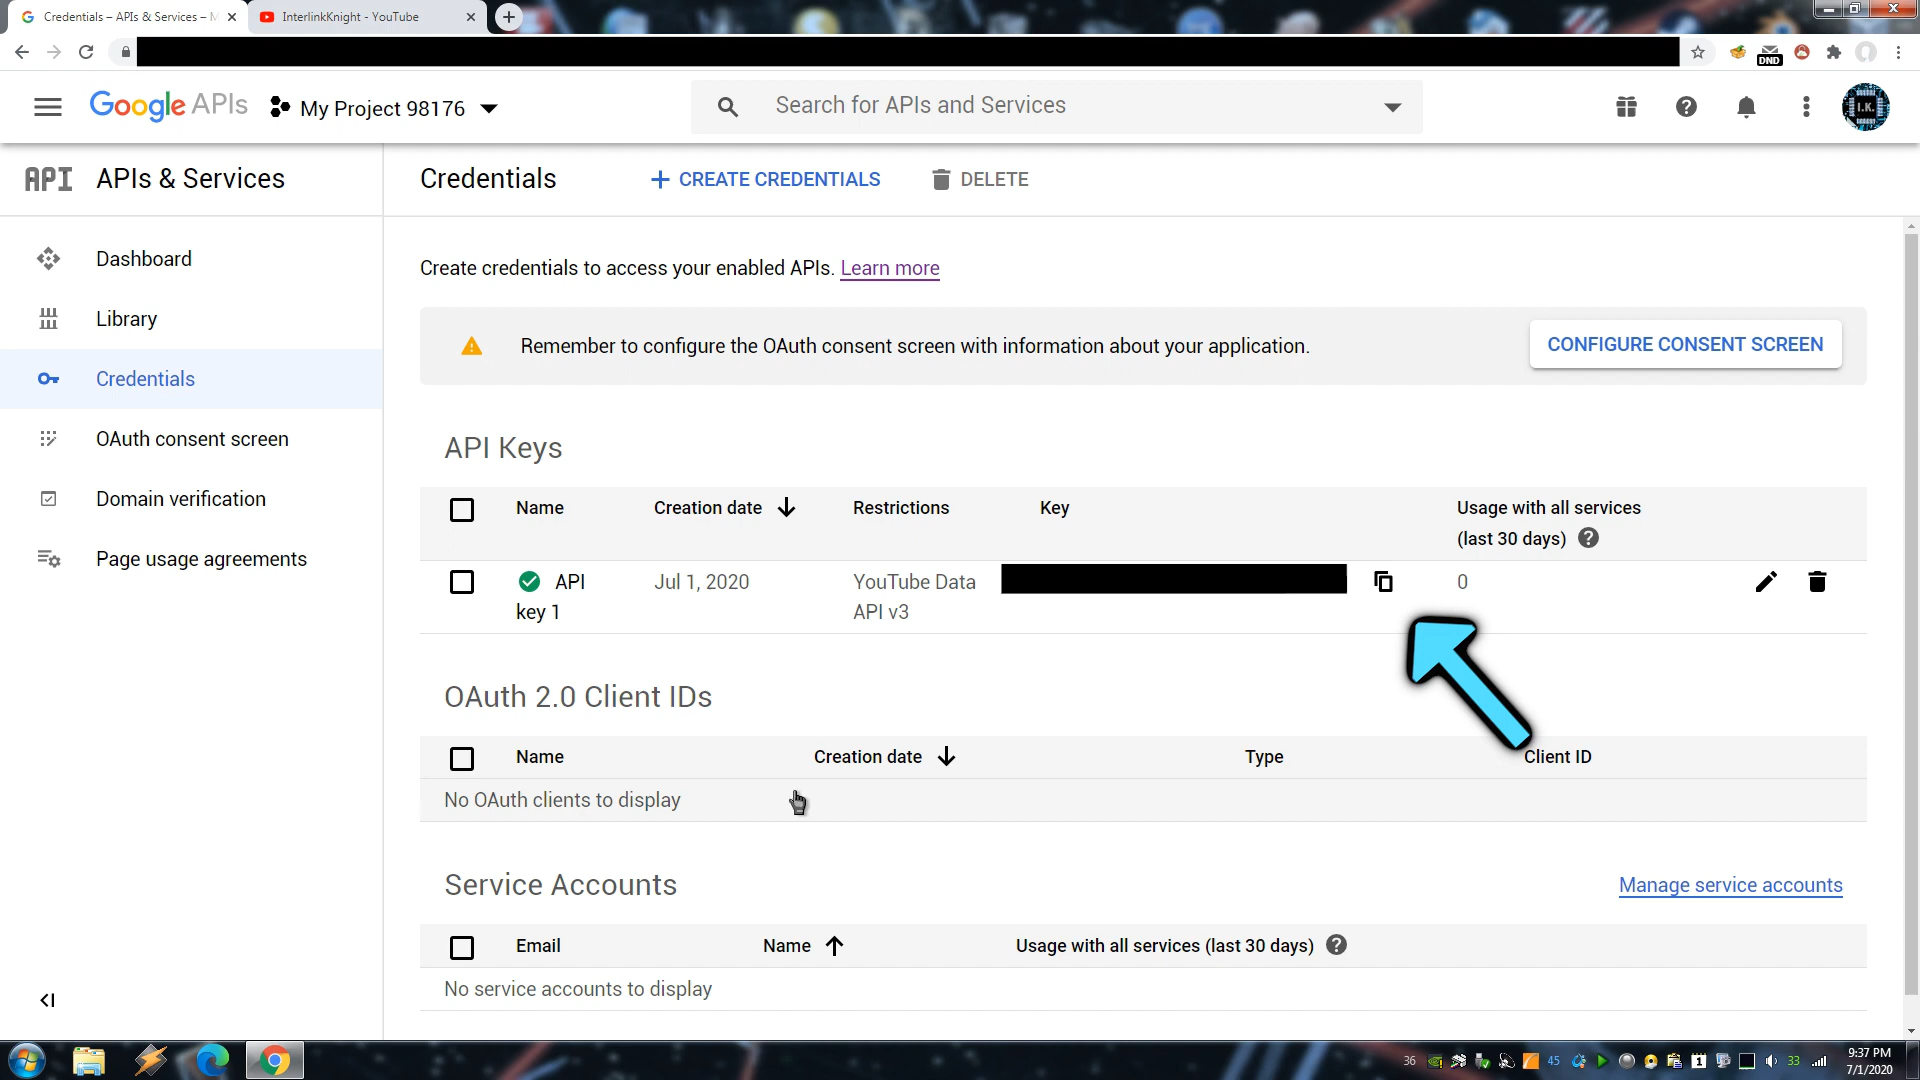 Credentials – APIs & Services – M
InterlinkKnight - YouTube
DND
Google APIs
My Project 98176
Search for APIs and Services
I.K.
API
APIs & Services
Credentials
CREATE CREDENTIALS
DELETE
Dashboard
Library
Credentials
OAuth consent screen
Domain verification
Page usage agreements
Create credentials to access your enabled APIs. Learn more
Remember to configure the OAuth consent screen with information about your application.
CONFIGURE CONSENT SCREEN
API Keys
Name
Creation date
Restrictions
Key
Usage with all services
(last 30 days)
API
key 1
Jul 1, 2020
YouTube Data
API v3
0
OAuth 2.0 Client IDs
Name
Creation date
Type
Client ID
No OAuth clients to display
Service Accounts
Manage service accounts
Email
Name
Usage with all services (last 30 days)
No service accounts to display
36
45
1
33
9:37 PM
7/1/2020